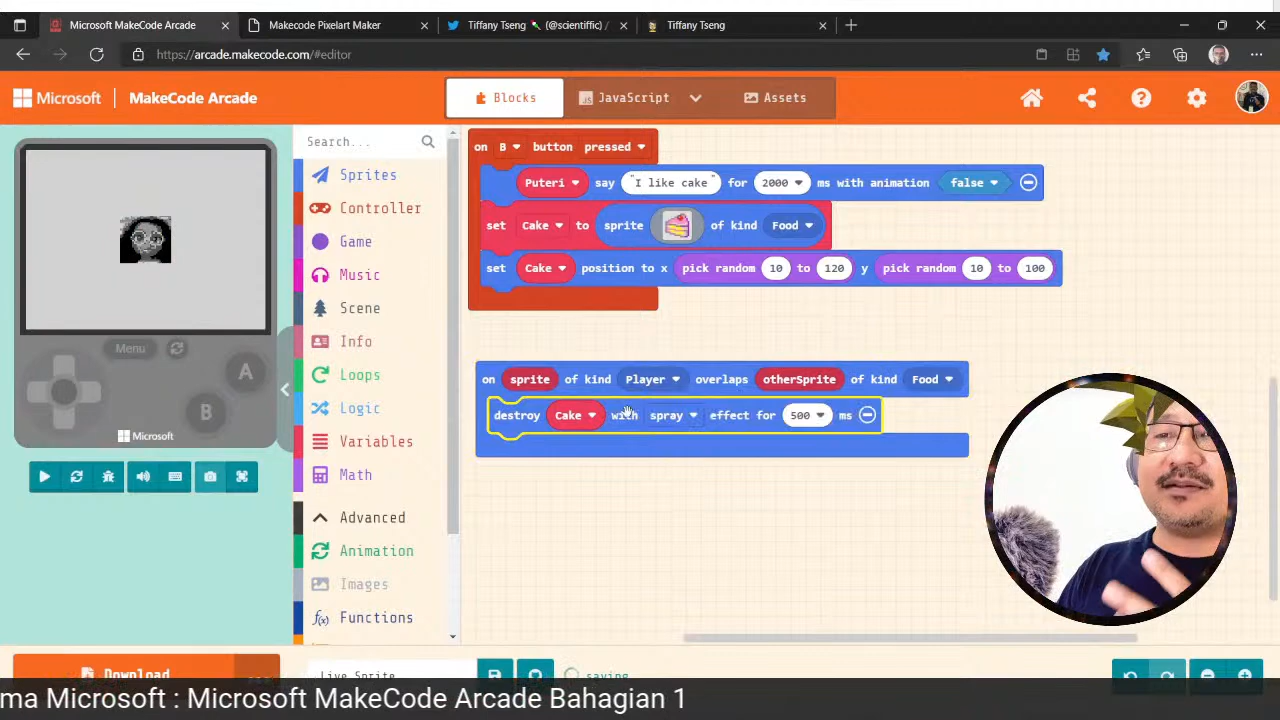 Microsoft MakeCode Arcade
Makecode Pixelart Maker
Tiffany Tseng (@scientiffic) /
Tiffany Tseng
https://arcade.makecode.com/#editor
Microsoft MakeCode Arcade
Blocks
JavaScript
Assets
Search...
Sprites
Controller
Game
Music
Scene
Info
Loops
Logic
Variables
Math
Advanced
Animation
Images
Functions
Menu
A
B
Microsoft
on B button pressed
Puteri say "I like cake" for 2000 ms with animation false
set Cake to sprite of kind Food
set Cake position to x pick random 10 to 120 y pick random 10 to 100
on sprite of kind Player overlaps otherSprite of kind Food
destroy Cake with spray effect for 500 ms
Download
Live Sprite
saving
ma Microsoft : Microsoft MakeCode Arcade Bahagian 1